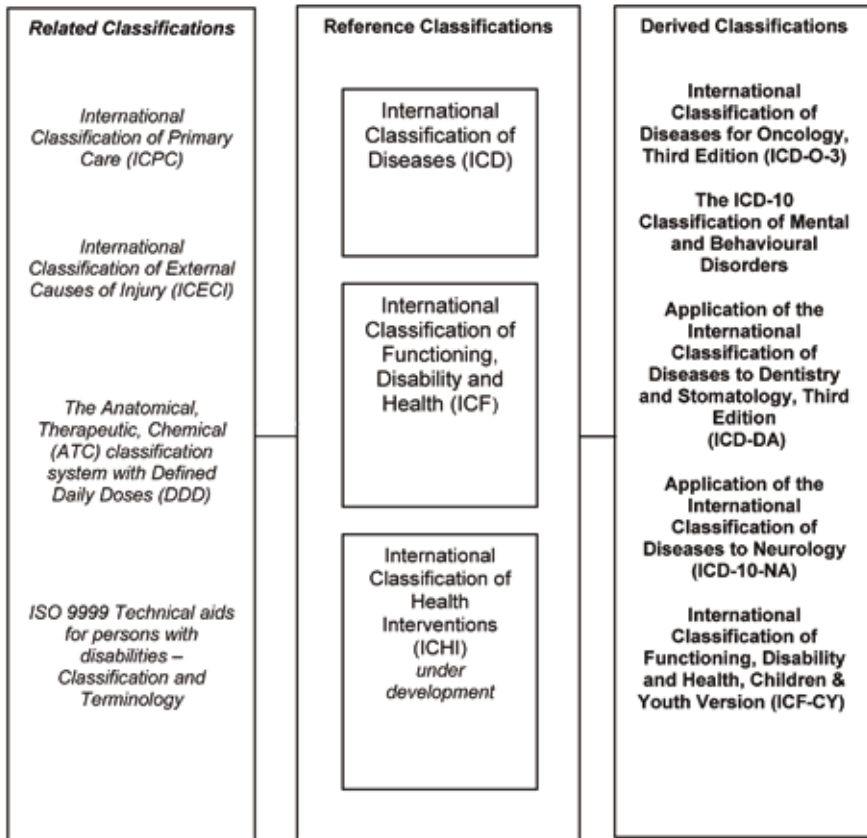 Related Classifications
International
Classification of Primary
Care (ICPC)
International
Classification of External
Causes of Injury (ICECI)
The Anatomical,
Therapeutic, Chemical
(ATC) classification
system with Defined
Daily Doses (DDD)
ISO 9999 Technical aids
for persons with
disabilities –
Classification and
Terminology
Reference Classifications
International
Classification of
Diseases (ICD)
International
Classification of
Functioning,
Disability and
Health (ICF)
International
Classification of
Health
Interventions
(ICHI)
under
development
Derived Classifications
International
Classification of
Diseases for Oncology,
Third Edition (ICD-O-3)
The ICD-10
Classification of Mental
and Behavioural
Disorders
Application of the
International
Classification of
Diseases to Dentistry
and Stomatology, Third
Edition
(ICD-DA)
Application of the
International
Classification of
Diseases to Neurology
(ICD-10-NA)
International
Classification of
Functioning, Disability
and Health, Children &
Youth Version (ICF-CY)